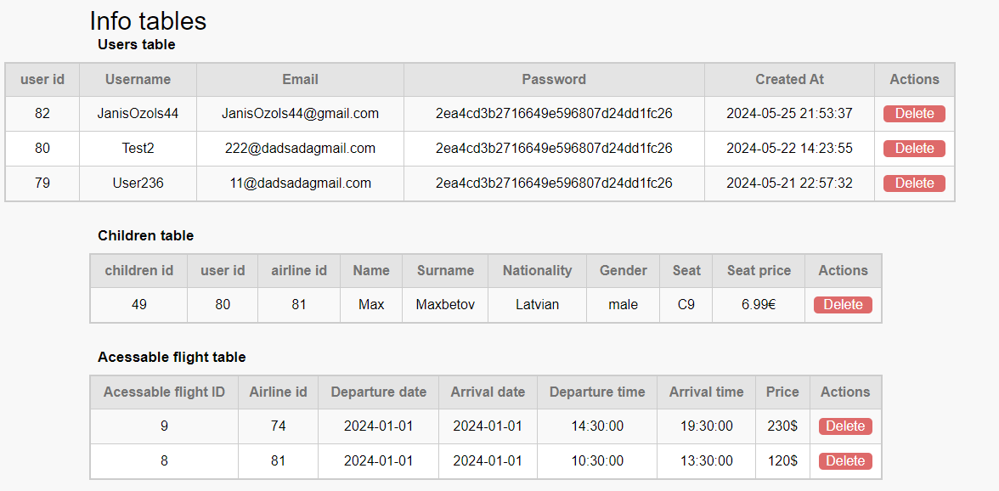 Info tables
Users table
user id Username Email Password Created At Actions
82 JanisOzols44 JanisOzols44@gmail.com 2ea4cd3b2716649e596807d24dd1fc26 2024-05-25 21:53:37 Delete
80 Test2 222@dadsadagmail.com 2ea4cd3b2716649e596807d24dd1fc26 2024-05-22 14:23:55 Delete
79 User236 11@dadsadagmail.com 2ea4cd3b2716649e596807d24dd1fc26 2024-05-21 22:57:32 Delete
Children table
children id user id airline id Name Surname Nationality Gender Seat Seat price Actions
49 80 81 Max Maxbetov Latvian male C9 6.99€ Delete
Acessable flight table
Acessable flight ID Airline id Departure date Arrival date Departure time Arrival time Price Actions
9 74 2024-01-01 2024-01-01 14:30:00 19:30:00 230$ Delete
8 81 2024-01-01 2024-01-01 10:30:00 13:30:00 120$ Delete